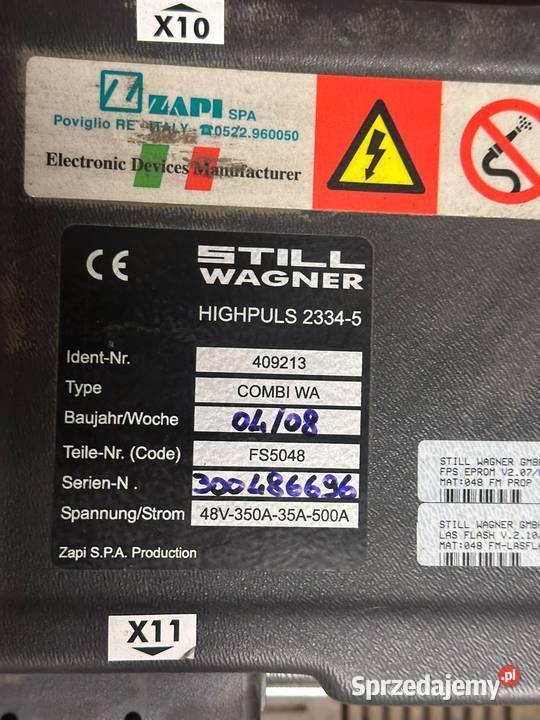 X10
ZAPI SPA
Poviglio RE - ITALY ☎0522.960050
Electronic Devices Manufacturer
CE
STILL
WAGNER
HIGHPULS 2334-5
Ident-Nr. 409213
Type COMBI WA
Baujahr/Woche 04/08
Teile-Nr. (Code) FS5048
Serien-N . 300486696
Spannung/Strom 48V-350A-35A-500A
Zapi S.P.A. Production
STILL WAGNER GMB
FPS EPROM V2.07/
MAT:048 FM PROP
STILL WAGNER GMB
LAS FLASH V.2.10
MAT:048 FM-LASFL
X11
Sprzedajemy.pl